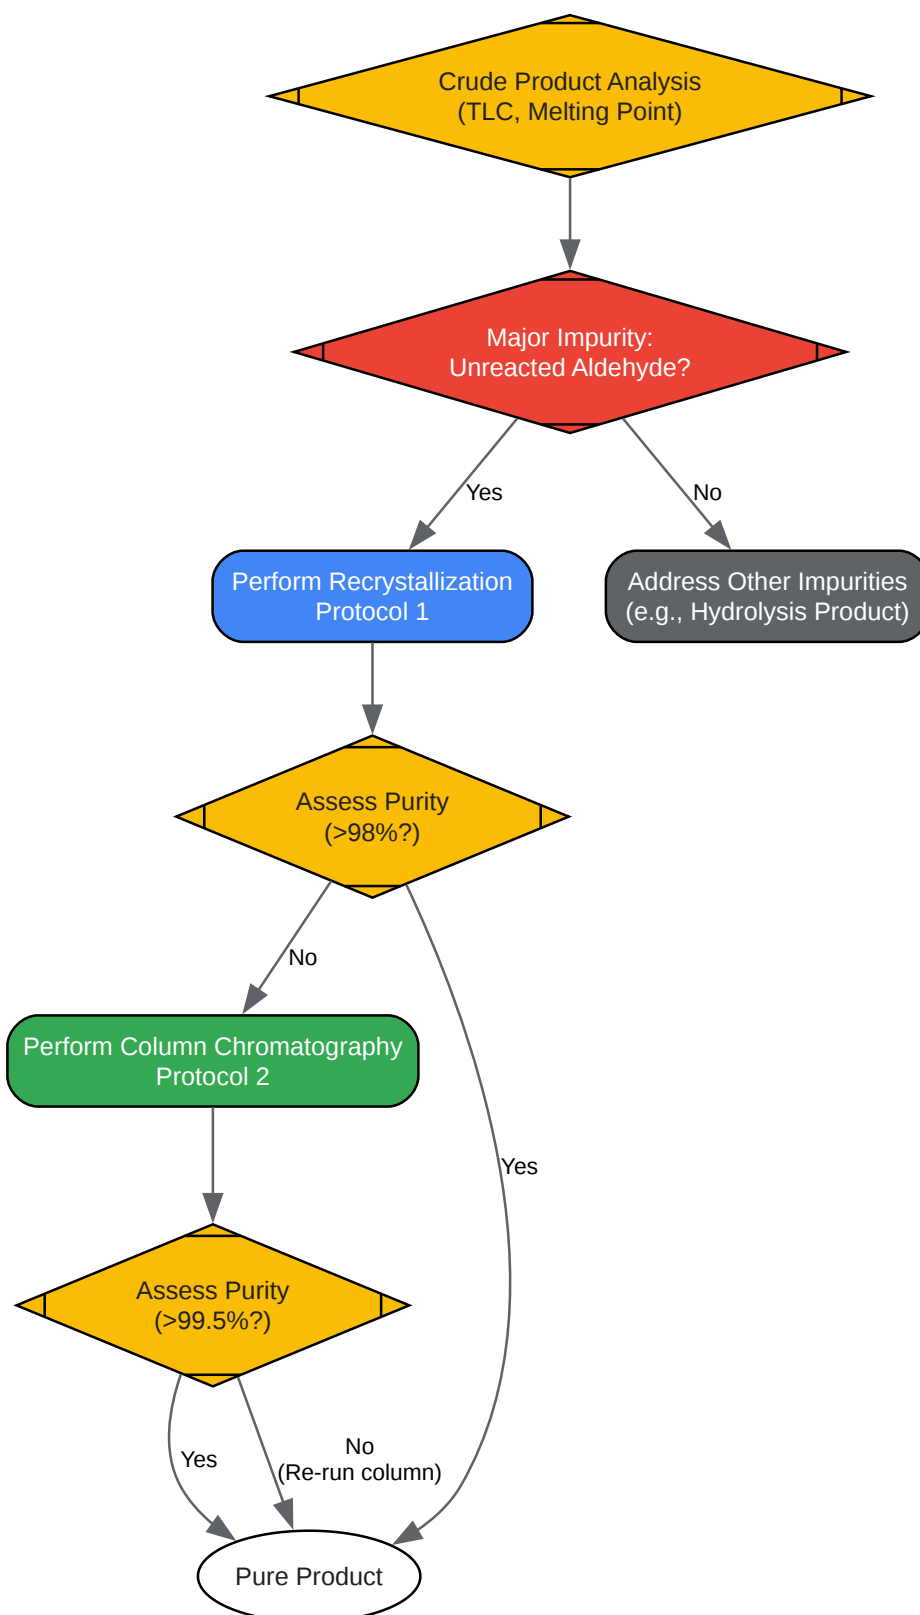 Crude Product Analysis
(TLC, Melting Point)
Major Impurity:
Unreacted Aldehyde?
Yes
No
Perform Recrystallization
Protocol 1
Address Other Impurities
(e.g., Hydrolysis Product)
Assess Purity
(>98%?)
No
Perform Column Chromatography
Protocol 2
Yes
Assess Purity
(>99.5%?)
Yes
No
(Re-run column)
Pure Product